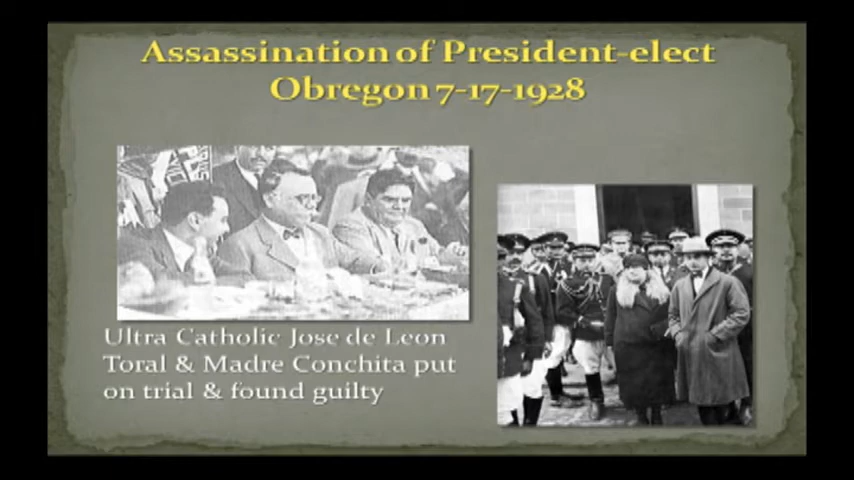 Assassination of President-elect
Obregon 7-17-1928
Ultra Catholic Jose de Leon
Toral & Madre Conchita put
on trial & found guilty